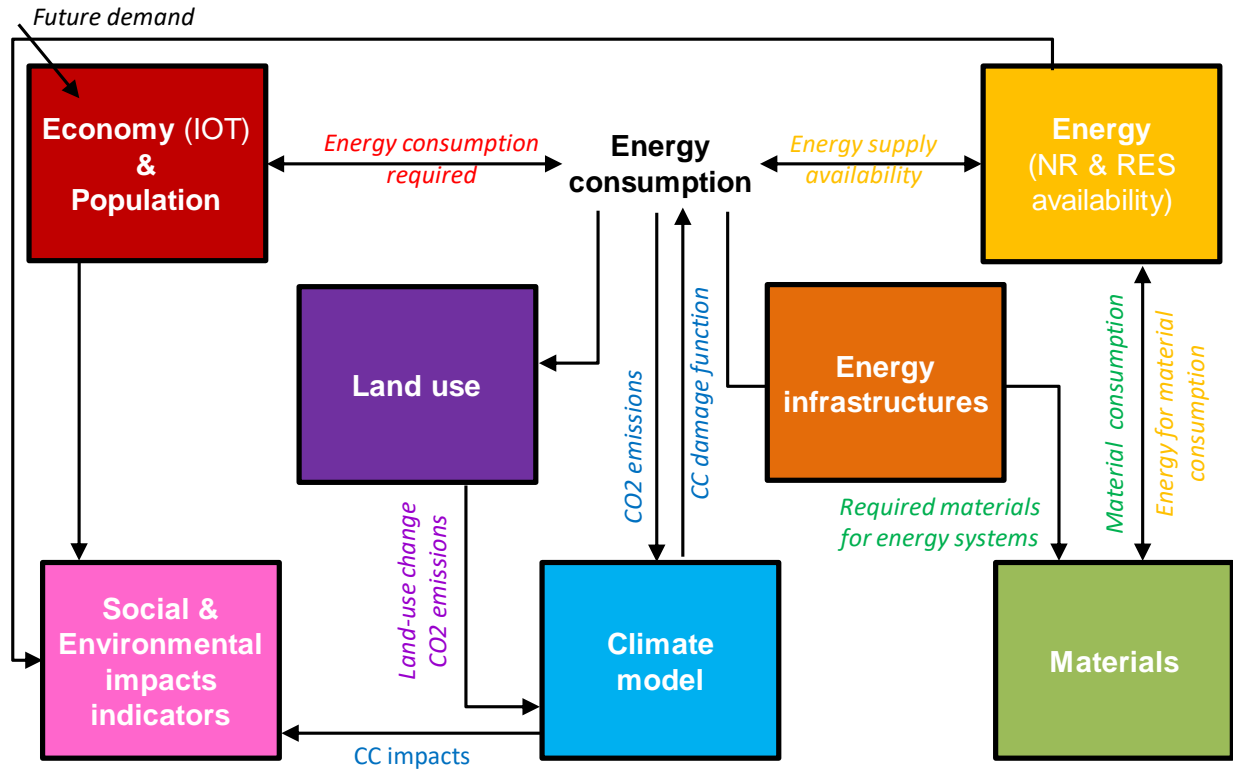 Future demand
Economy (IOT)
&
Population
Energy consumption
required
Energy
consumption
Energy supply
availability
Energy
(NR & RES
availability)
Land use
CO2 emissions
CC damage function
Energy
infrastructures
Material  consumption
Energy for material
consumption
Land-use change
CO2 emissions
Required materials
for energy systems
Social &
Environmental
impacts
indicators
CC impacts
Climate
model
Materials